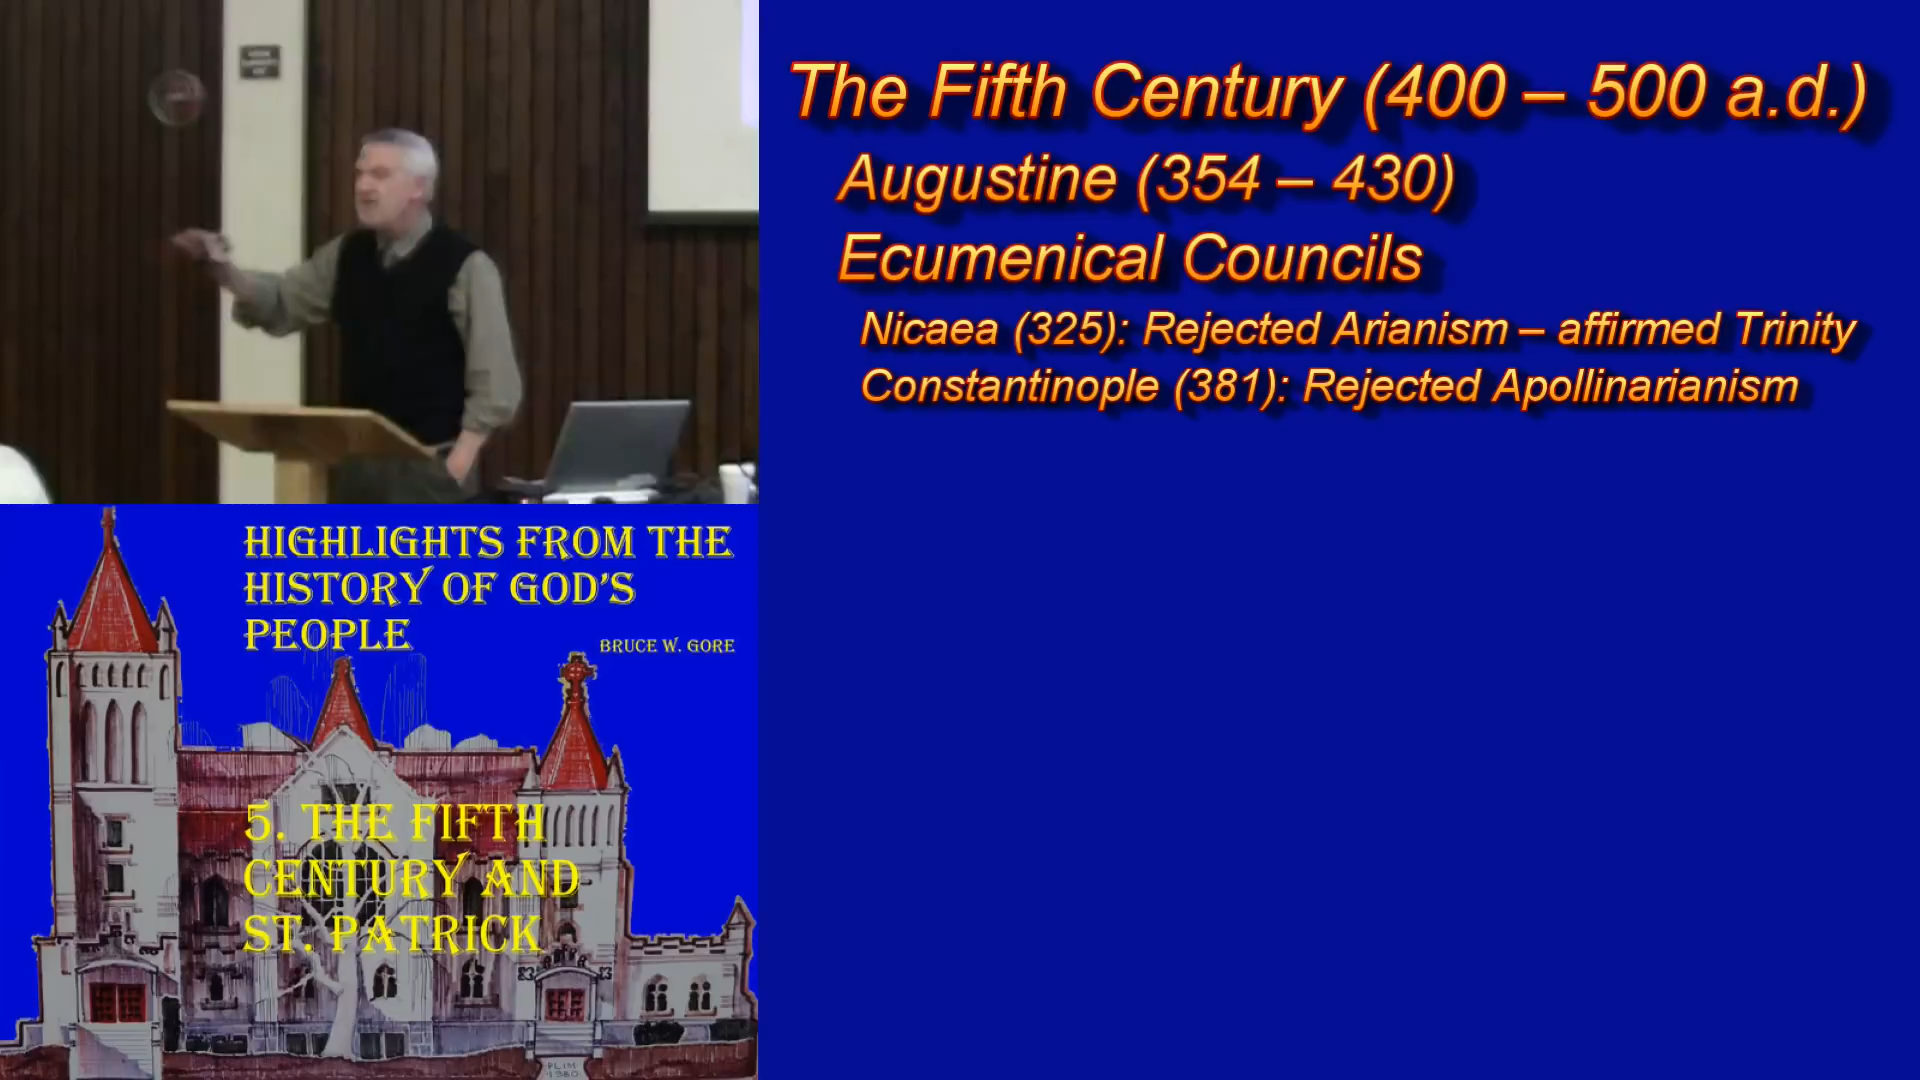 The Fifth Century (400 – 500 a.d.)
Augustine (354 – 430)
Ecumenical Councils
Nicaea (325): Rejected Arianism – affirmed Trinity
Constantinople (381): Rejected Apollinarianism
HIGHLIGHTS FROM THE
HISTORY OF GOD'S
PEOPLE
BRUCE W. GORE
5. THE FIFTH
CENTURY AND
ST. PATRICK